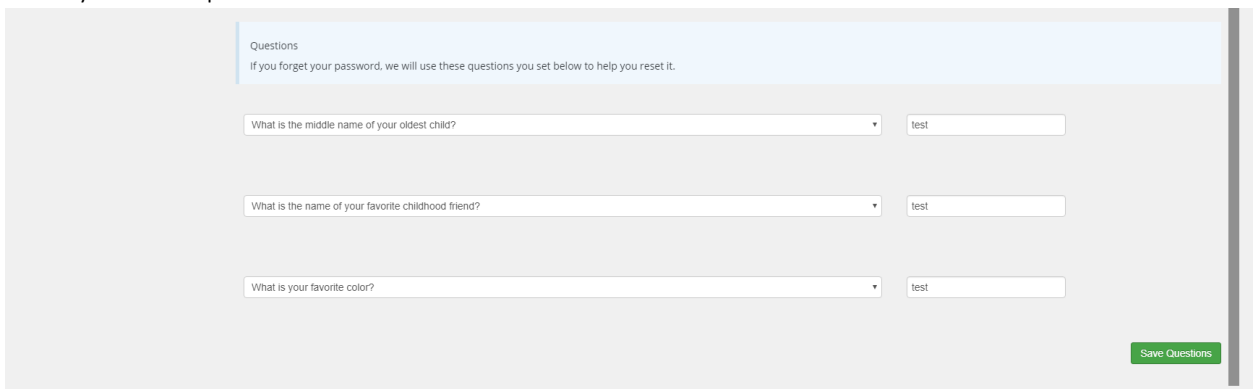 Questions
If you forget your password, we will use these questions you set below to help you reset it.
What is the middle name of your oldest child? test
What is the name of your favorite childhood friend? test
What is your favorite color? test
Save Questions